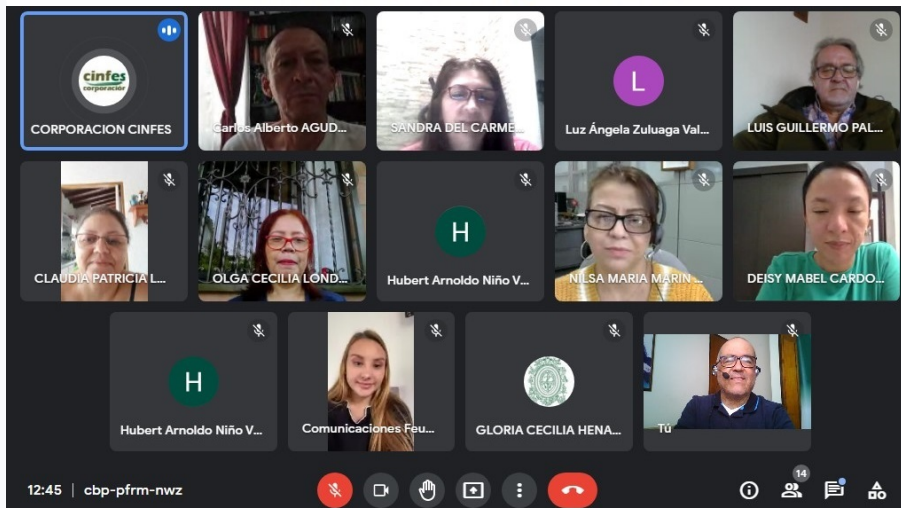 cinfes
corporación
CORPORACION CINFES
Carlos Alberto AGUD...
SANDRA DEL CARME...
L
Luz Ángela Zuluaga Val...
LUIS GUILLERMO PAL...
CLAUDIA PATRICIA L...
OLGA CECILIA LOND...
H
Hubert Arnoldo Niño V...
NILSA MARIA MARIN ...
DEISY MABEL CARDO...
H
Hubert Arnoldo Niño V...
Comunicaciones Feu...
GLORIA CECILIA HENA...
Tú
12:45 | cbp-pfrm-nwz
14